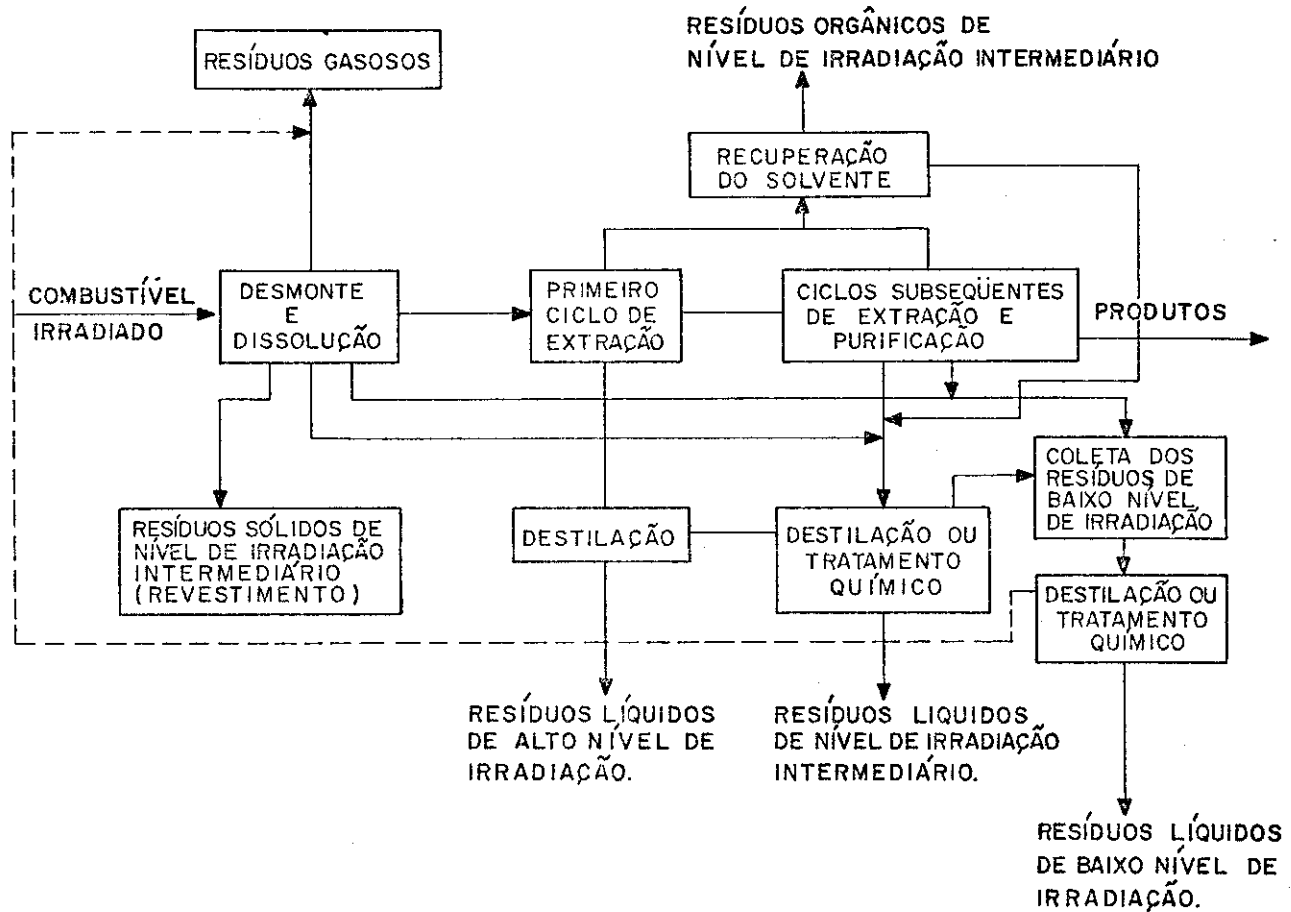 RESÍDUOS ORGÂNICOS DE
NÍVEL DE IRRADIAÇÃO INTERMEDIÁRIO
RESÍDUOS GASOSOS
RECUPERAÇÃO
DO SOLVENTE
COMBUSTÍVEL
IRRADIADO
DESMONTE
E
DISSOLUÇÃO
PRIMEIRO
CICLO DE
EXTRAÇÃO
CICLOS SUBSEQÜENTES
DE EXTRAÇÃO E
PURIFICAÇÃO
PRODUTOS
RESÍDUOS SÓLIDOS DE
NÍVEL DE IRRADIAÇÃO
INTERMEDIÁRIO
(REVESTIMENTO)
DESTILAÇÃO
DESTILAÇÃO OU
TRATAMENTO
QUÍMICO
COLETA DOS
RESÍDUOS DE
BAIXO NÍVEL
DE IRRADIAÇÃO
DESTILAÇÃO OU
TRATAMENTO
QUÍMICO
RESÍDUOS LÍQUIDOS
DE ALTO NÍVEL DE
IRRADIAÇÃO.
RESÍDUOS LIQUIDOS
DE NÍVEL DE IRRADIAÇÃO
INTERMEDIÁRIO.
RESÍDUOS LÍQUIDOS
DE BAIXO NÍVEL DE
IRRADIAÇÃO.